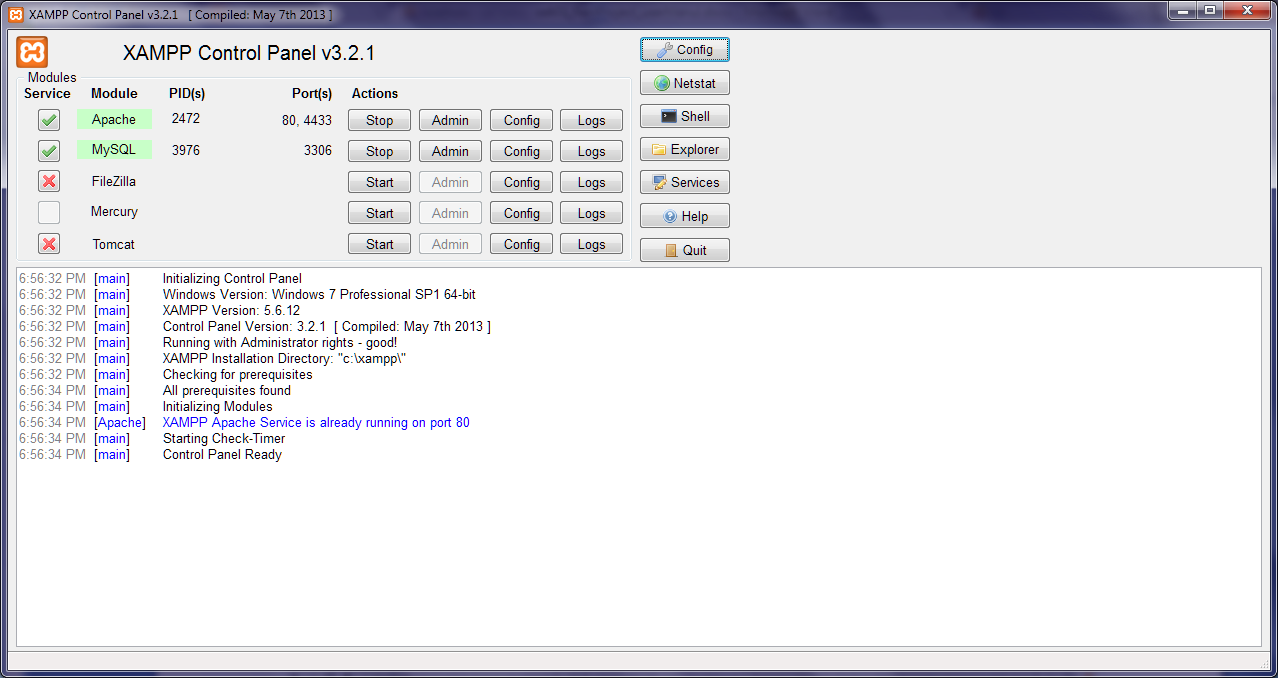 XAMPP Control Panel v3.2.1 [ Compiled: May 7th 2013 ]
XAMPP Control Panel v3.2.1
Config
Modules
Netstat
Service Module PID(s) Port(s) Actions
Apache 2472 80, 4433 Stop Admin Config Logs
Shell
MySQL 3976 3306 Stop Admin Config Logs
Explorer
FileZilla Start Admin Config Logs
Services
Mercury Start Admin Config Logs
Help
Tomcat Start Admin Config Logs
Quit
6:56:32 PM [main] Initializing Control Panel
6:56:32 PM [main] Windows Version: Windows 7 Professional SP1 64-bit
6:56:32 PM [main] XAMPP Version: 5.6.12
6:56:32 PM [main] Control Panel Version: 3.2.1 [ Compiled: May 7th 2013 ]
6:56:32 PM [main] Running with Administrator rights - good!
6:56:32 PM [main] XAMPP Installation Directory: "c:\xampp\"
6:56:32 PM [main] Checking for prerequisites
6:56:34 PM [main] All prerequisites found
6:56:34 PM [main] Initializing Modules
6:56:34 PM [Apache] XAMPP Apache Service is already running on port 80
6:56:34 PM [main] Starting Check-Timer
6:56:34 PM [main] Control Panel Ready